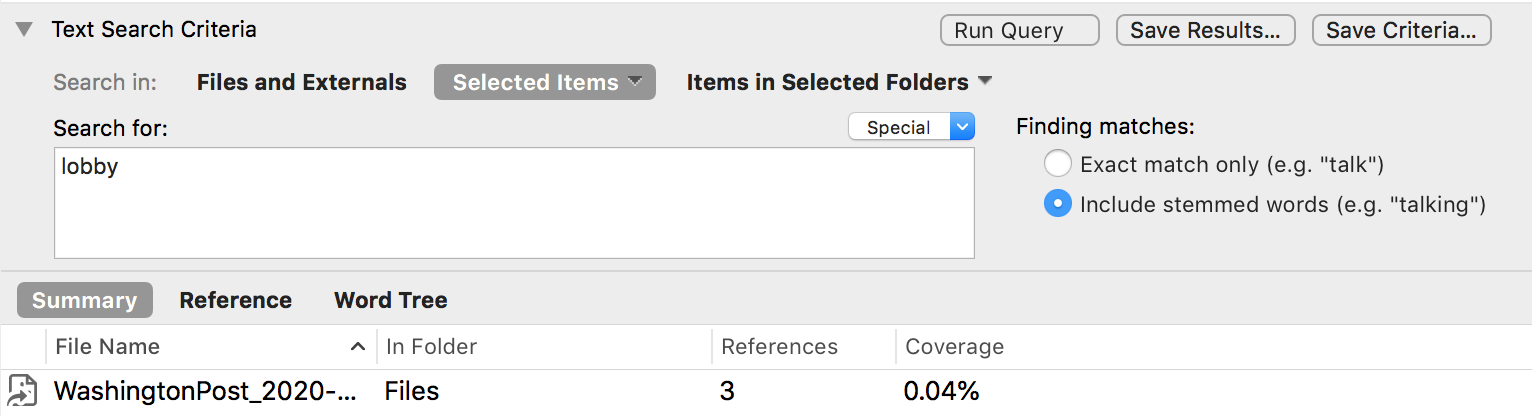 Text Search Criteria Run Query Save Results... Save Criteria...
Search in: Files and Externals Selected Items Items in Selected Folders
Search for: Special Finding matches:
lobby Exact match only (e.g. "talk")
Include stemmed words (e.g. "talking")
Summary Reference Word Tree
File Name In Folder References Coverage
WashingtonPost_2020-... Files 3 0.04%